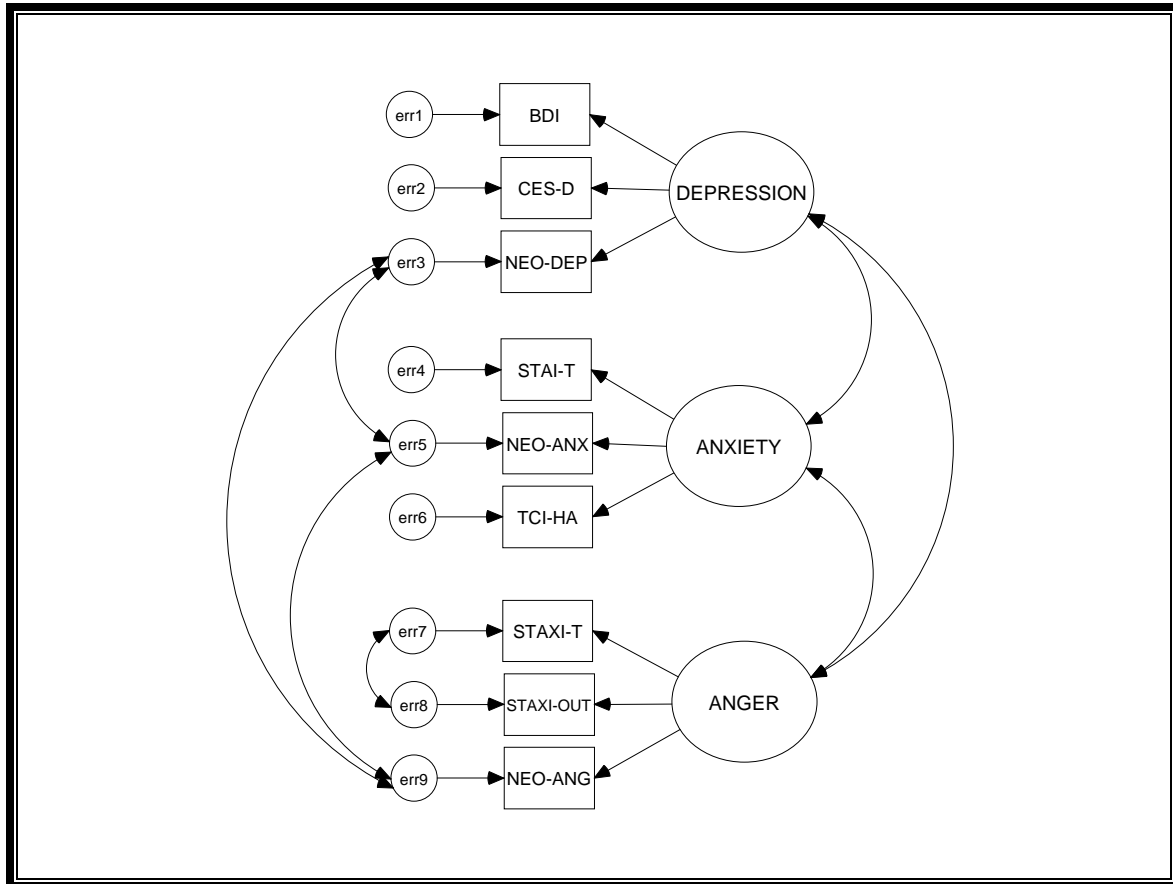 err1
BDI
err2
CES-D
DEPRESSION
err3
NEO-DEP
err4
STAI-T
err5
NEO-ANX
ANXIETY
err6
TCI-HA
err7
STAXI-T
err8
STAXI-OUT
ANGER
err9
NEO-ANG